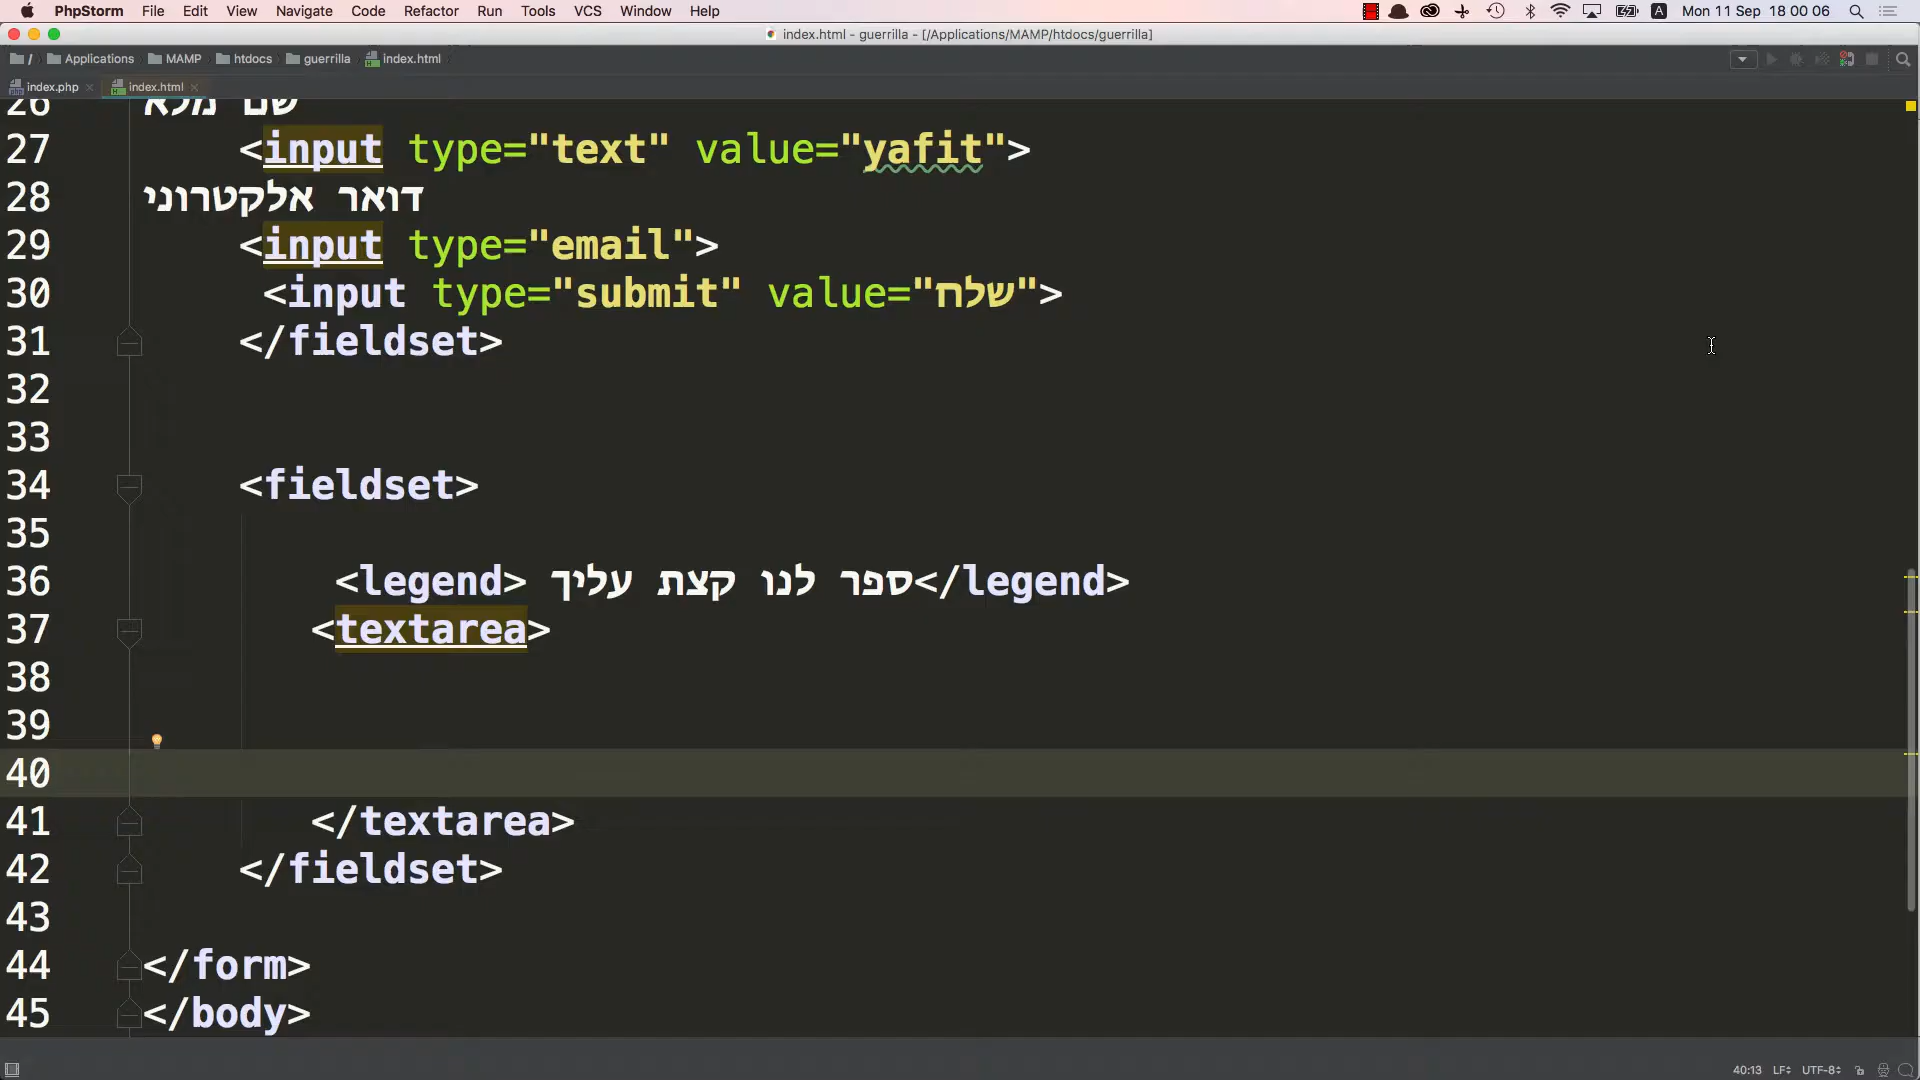 PhpStorm File Edit View Navigate Code Refactor Run Tools VCS Window Help A Mon 11 Sep 18 00 06
index.html - guerrilla - [/Applications/MAMP/htdocs/guerrilla]
/ Applications MAMP htdocs guerrilla index.html
index.php index.html
26 שם מלא
27 <input type="text" value="yafit">
28 דואר אלקטרוני
29 <input type="email">
30 <input type="submit" value="שלח">
31 </fieldset>
32
33
34 <fieldset>
35
36 <legend> ספר לנו קצת עליך</legend>
37 <textarea>
38
39
40
41 </textarea>
42 </fieldset>
43
44 </form>
45 </body>
40:13 LF UTF-8